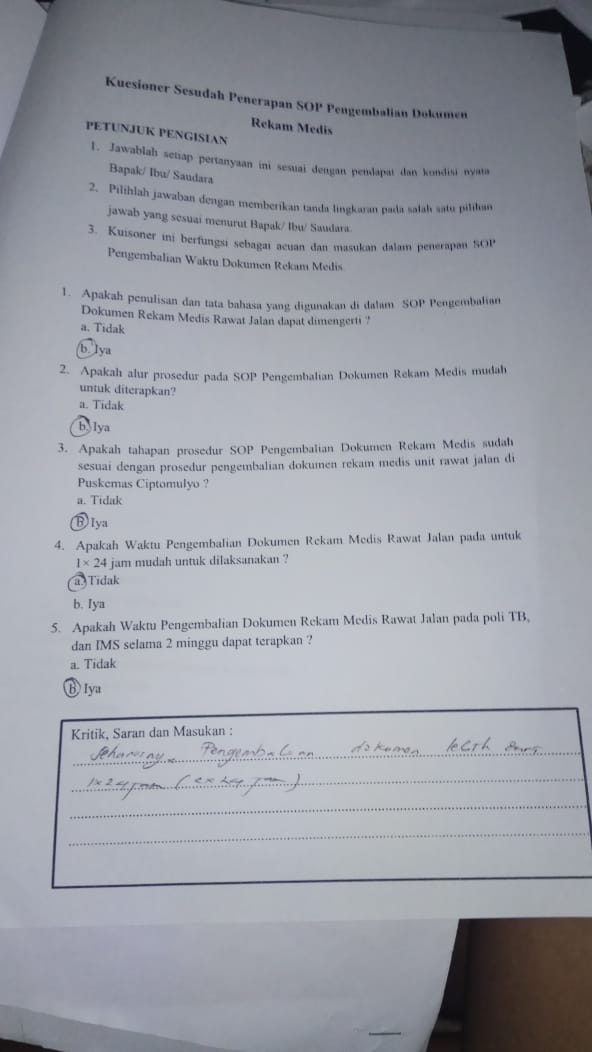 Kuesioner Sesudah Penerapan SOP Pengembalian Dokumen
Rekam Medis
PETUNJUK PENGISIAN
1. Jawablah setiap pertanyaan ini sesuai dengan pendapat dan kondisi nyata
Bapak/ Ibu/ Saudara
2. Pilihlah jawaban dengan memberikan tanda lingkaran pada salah satu pilihan
jawab yang sesuai menurut Bapak/ Ibu/ Saudara.
3. Kuisoner ini berfungsi sebagai acuan dan masukan dalam penerapan SOP
Pengembalian Waktu Dokumen Rekam Medis
1. Apakah penulisan dan tata bahasa yang digunakan di dalam SOP Pengembalian
Dokumen Rekam Medis Rawat Jalan dapat dimengerti ?
a. Tidak
b. Iya
2. Apakah alur prosedur pada SOP Pengembalian Dokumen Rekam Medis mudah
untuk diterapkan?
a. Tidak
b. Iya
3. Apakah tahapan prosedur SOP Pengembalian Dokumen Rekam Medis sudah
sesuai dengan prosedur pengembalian dokumen rekam medis unit rawat jalan di
Puskemas Ciptomulyo ?
a. Tidak
B Iya
4. Apakah Waktu Pengembalian Dokumen Rekam Medis Rawat Jalan pada untuk
1× 24 jam mudah untuk dilaksanakan ?
a. Tidak
b. Iya
5. Apakah Waktu Pengembalian Dokumen Rekam Medis Rawat Jalan pada poli TB,
dan IMS selama 2 minggu dapat terapkan ?
a. Tidak
B Iya
Kritik, Saran dan Masukan :
Seharusnya Pengembalian dokumen lebih
1x24 jam (2x24 jam)